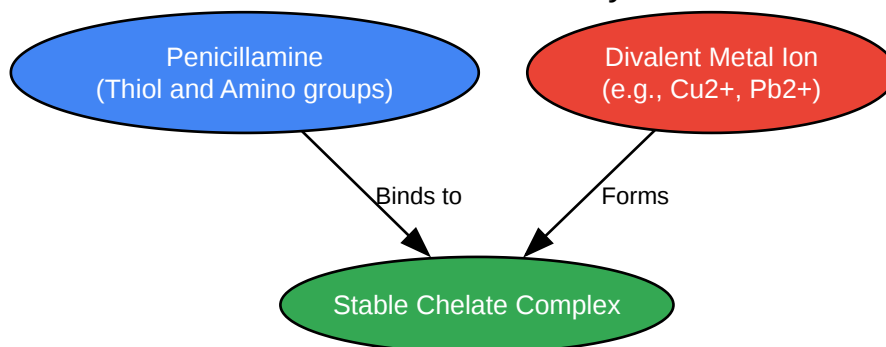 Penicillamine
(Thiol and Amino groups)
Divalent Metal Ion
(e.g., Cu2+, Pb2+)
Binds to
Forms
Stable Chelate Complex